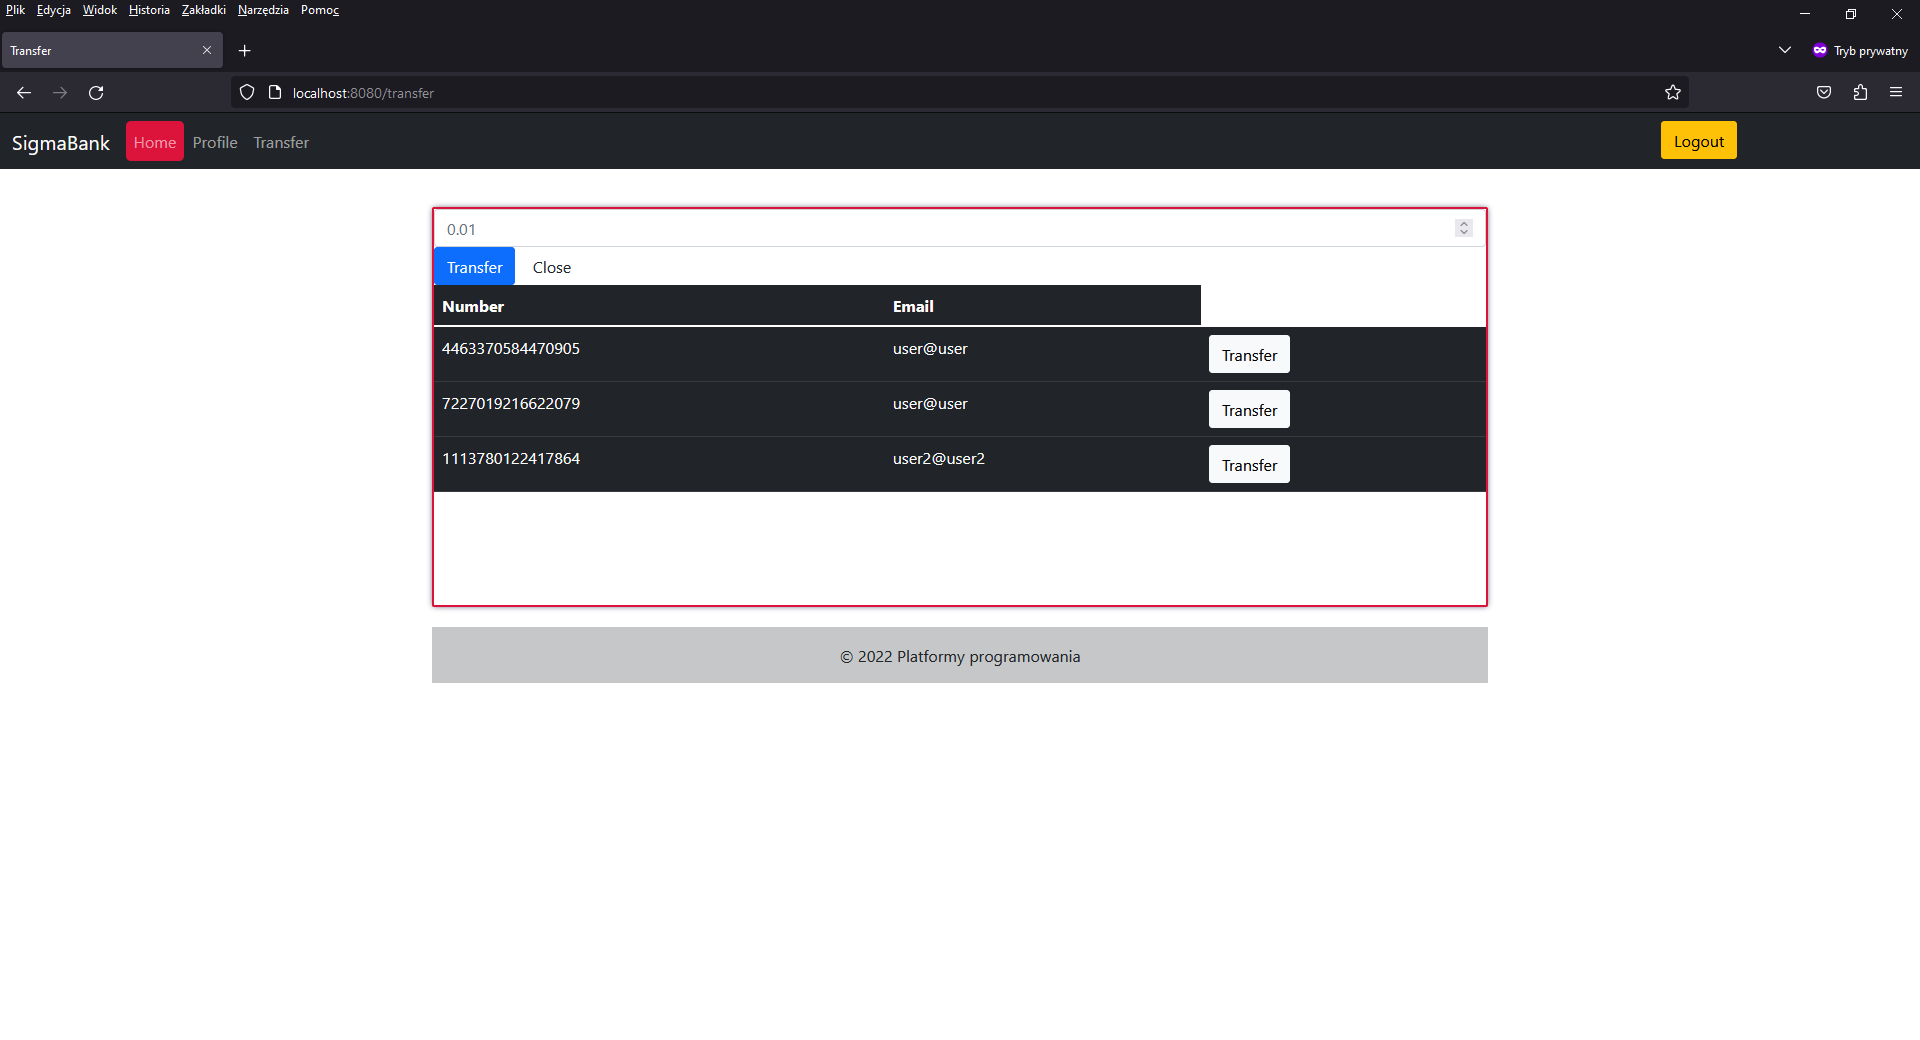 Plik Edycja Widok Historia Zakładki Narzędzia Pomoc
Transfer
Tryb prywatny
localhost:8080/transfer
SigmaBank Home Profile Transfer Logout
0.01
Transfer Close
Number Email
4463370584470905 user@user Transfer
7227019216622079 user@user Transfer
1113780122417864 user2@user2 Transfer
© 2022 Platformy programowania